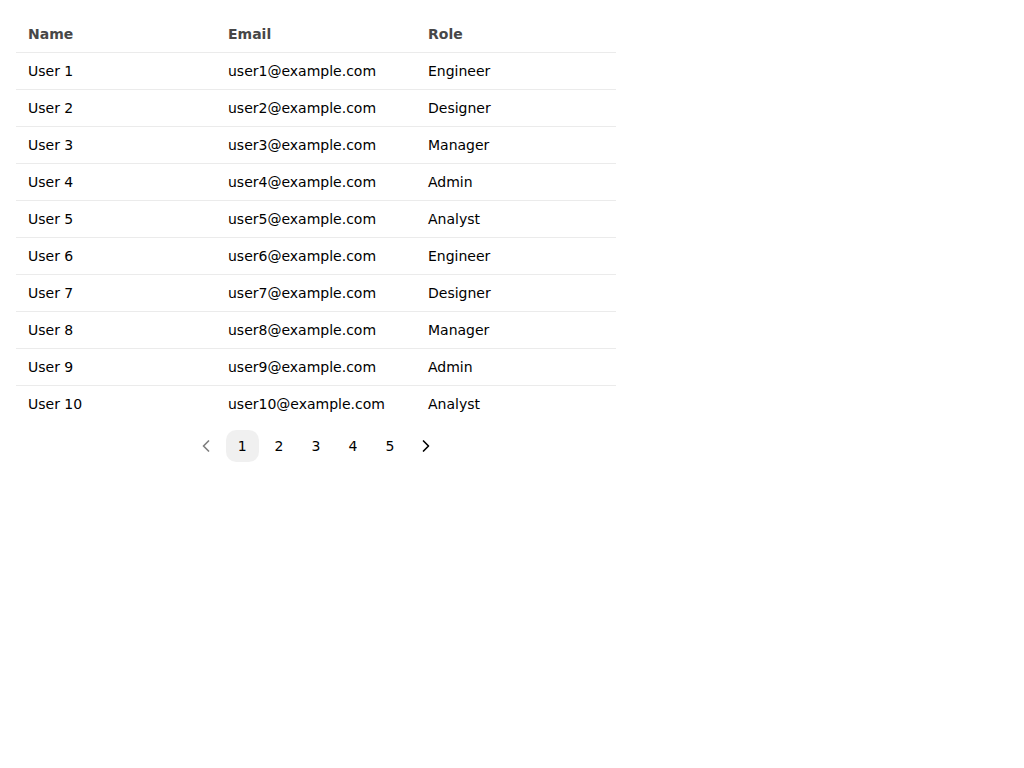 Name Email Role
User 1 user1@example.com Engineer
User 2 user2@example.com Designer
User 3 user3@example.com Manager
User 4 user4@example.com Admin
User 5 user5@example.com Analyst
User 6 user6@example.com Engineer
User 7 user7@example.com Designer
User 8 user8@example.com Manager
User 9 user9@example.com Admin
User 10 user10@example.com Analyst
1 2 3 4 5